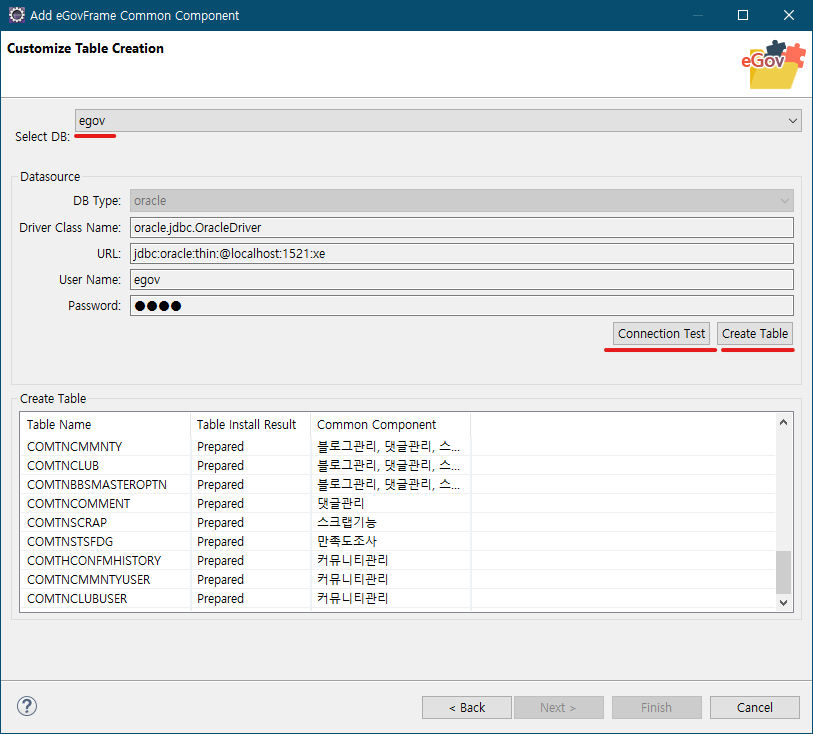 Add eGovFrame Common Component
Customize Table Creation
eGov
Select DB: egov
Datasource
DB Type: oracle
Driver Class Name: oracle.jdbc.OracleDriver
URL: jdbc:oracle:thin:@localhost:1521:xe
User Name: egov
Password: ●●●●
Connection Test Create Table
Create Table
Table Name Table Install Result Common Component
COMTNCMMNTY Prepared 블로그관리, 댓글관리, 스...
COMTNCLUB Prepared 블로그관리, 댓글관리, 스...
COMTNBBSMASTEROPTN Prepared 블로그관리, 댓글관리, 스...
COMTNCOMMENT Prepared 댓글관리
COMTNSCRAP Prepared 스크랩기능
COMTNSTSFDG Prepared 만족도조사
COMTHCONFMHISTORY Prepared 커뮤니티관리
COMTNCMMNTYUSER Prepared 커뮤니티관리
COMTNCLUBUSER Prepared 커뮤니티관리
? < Back Next > Finish Cancel